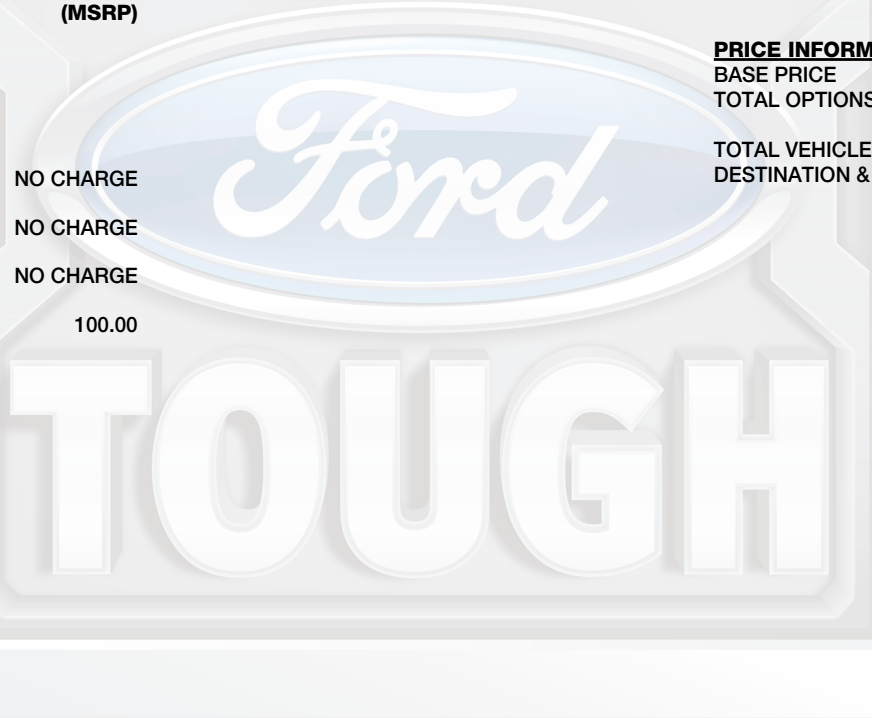 (MSRP)
NO CHARGE
NO CHARGE
NO CHARGE
100.00
PRICE INFORM
BASE PRICE
TOTAL OPTIONS
TOTAL VEHICLE
DESTINATION &
Ford
TOUGH